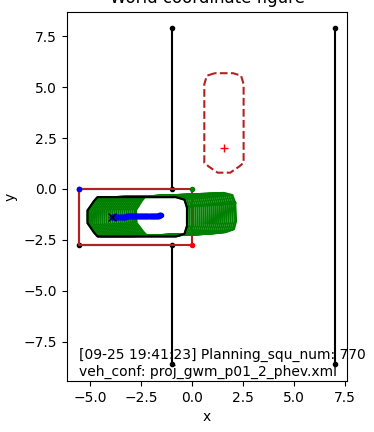 World coordinate figure
7.5
5.0
2.5
0.0
−2.5
−5.0
−7.5
y
[09-25 19:41:23] Planning_squ_num: 770
veh_conf: proj_gwm_p01_2_phev.xml
−5.0 −2.5 0.0 2.5 5.0 7.5
x